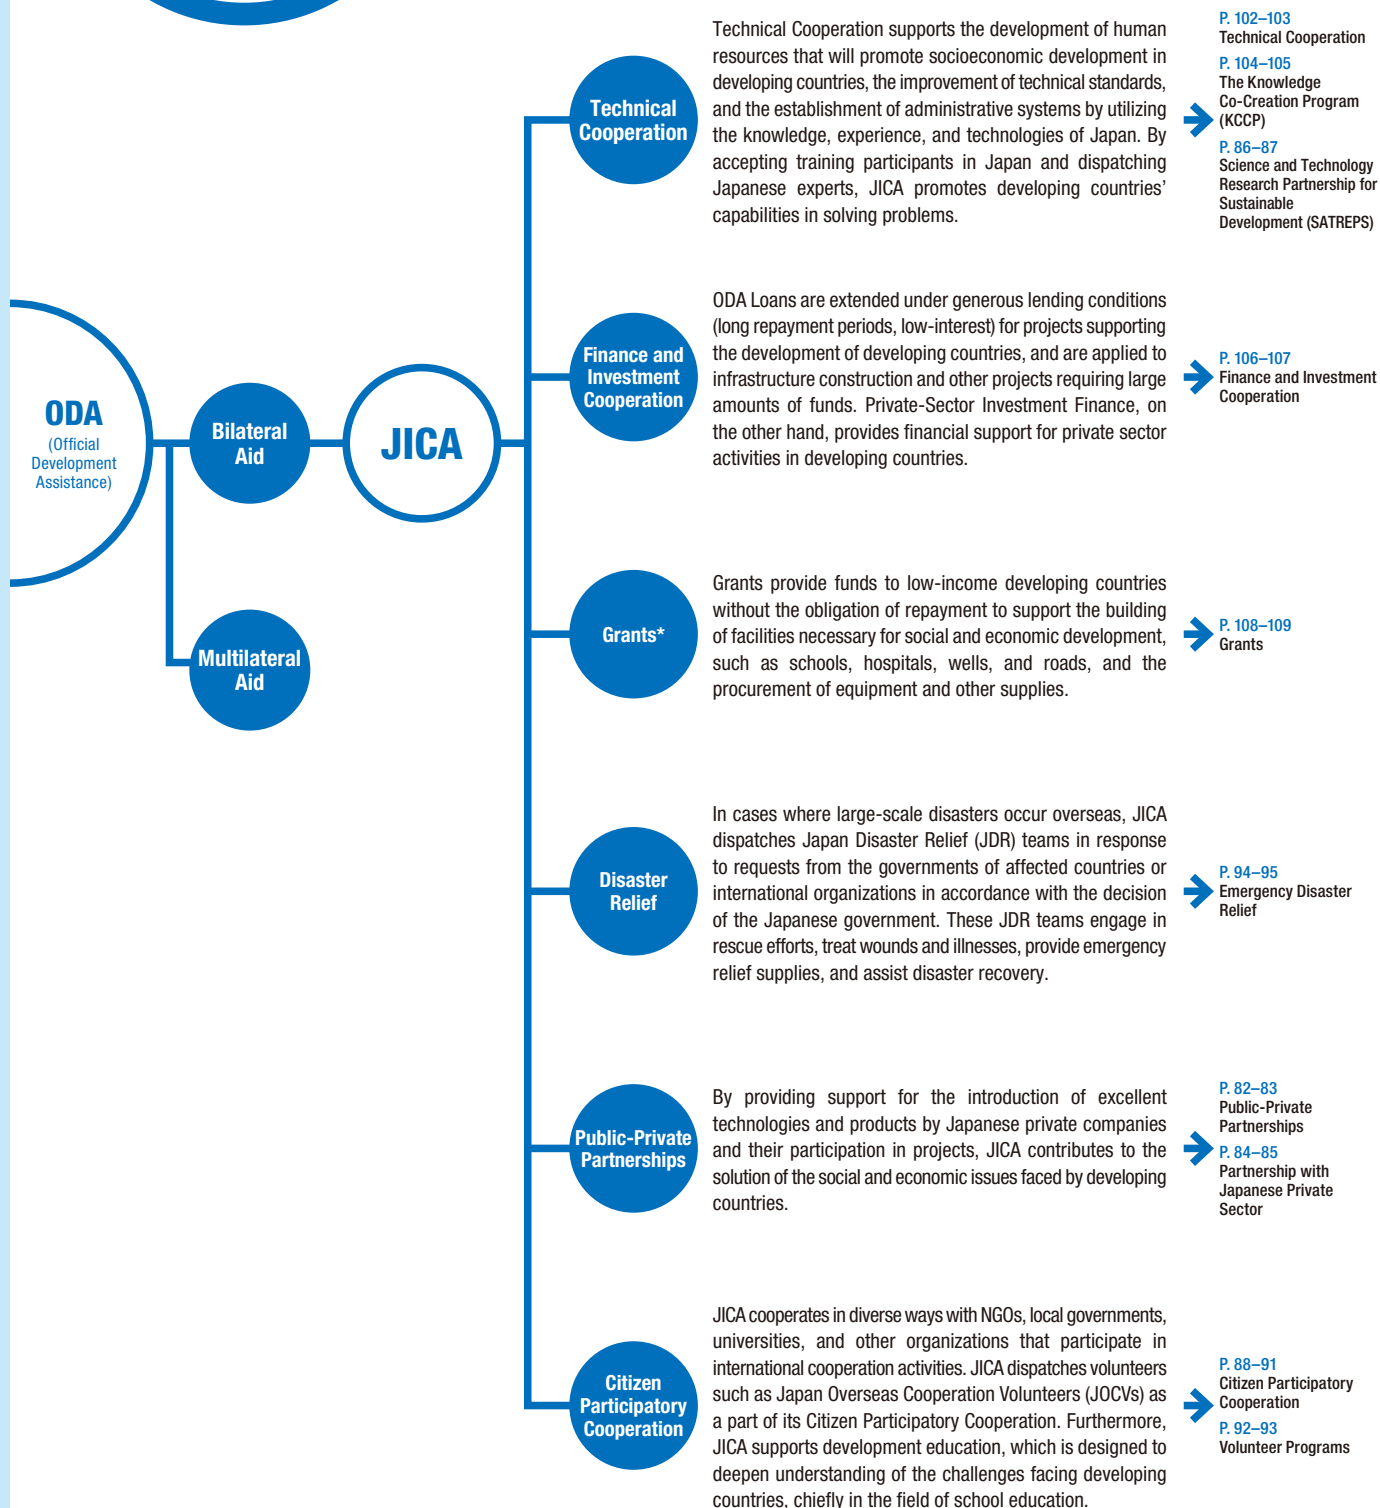 ODA
(Official
Development
Assistance)
Bilateral
Aid
Multilateral
Aid
JICA
Technical
Cooperation
Technical Cooperation supports the development of human
resources that will promote socioeconomic development in
developing countries, the improvement of technical standards,
and the establishment of administrative systems by utilizing
the knowledge, experience, and technologies of Japan. By
accepting training participants in Japan and dispatching
Japanese experts, JICA promotes developing countries’
capabilities in solving problems.
P. 102–103
Technical Cooperation
P. 104–105
The Knowledge
Co-Creation Program
(KCCP)
P. 86–87
Science and Technology
Research Partnership for
Sustainable
Development (SATREPS)
Finance and
Investment
Cooperation
ODA Loans are extended under generous lending conditions
(long repayment periods, low-interest) for projects supporting
the development of developing countries, and are applied to
infrastructure construction and other projects requiring large
amounts of funds. Private-Sector Investment Finance, on
the other hand, provides financial support for private sector
activities in developing countries.
P. 106–107
Finance and Investment
Cooperation
Grants*
Grants provide funds to low-income developing countries
without the obligation of repayment to support the building
of facilities necessary for social and economic development,
such as schools, hospitals, wells, and roads, and the
procurement of equipment and other supplies.
P. 108–109
Grants
Disaster
Relief
In cases where large-scale disasters occur overseas, JICA
dispatches Japan Disaster Relief (JDR) teams in response
to requests from the governments of affected countries or
international organizations in accordance with the decision
of the Japanese government. These JDR teams engage in
rescue efforts, treat wounds and illnesses, provide emergency
relief supplies, and assist disaster recovery.
P. 94–95
Emergency Disaster
Relief
Public-Private
Partnerships
By providing support for the introduction of excellent
technologies and products by Japanese private companies
and their participation in projects, JICA contributes to the
solution of the social and economic issues faced by developing
countries.
P. 82–83
Public-Private
Partnerships
P. 84–85
Partnership with
Japanese Private
Sector
Citizen
Participatory
Cooperation
JICA cooperates in diverse ways with NGOs, local governments,
universities, and other organizations that participate in
international cooperation activities. JICA dispatches volunteers
such as Japan Overseas Cooperation Volunteers (JOCVs) as
a part of its Citizen Participatory Cooperation. Furthermore,
JICA supports development education, which is designed to
deepen understanding of the challenges facing developing
countries, chiefly in the field of school education.
P. 88–91
Citizen Participatory
Cooperation
P. 92–93
Volunteer Programs